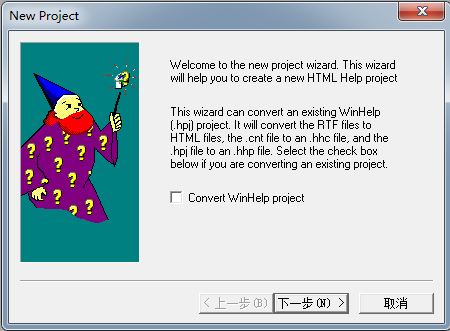 New Project
Welcome to the new project wizard. This wizard
will help you to create a new HTML Help project
This wizard can convert an existing WinHelp
(.hpj) project. It will convert the RTF files to
HTML files, the .cnt file to an .hhc file, and the
.hpj file to an .hhp file. Select the check box
below if you are converting an existing project.
Convert WinHelp project
< 上一步(B) 下一步(N) > 取消